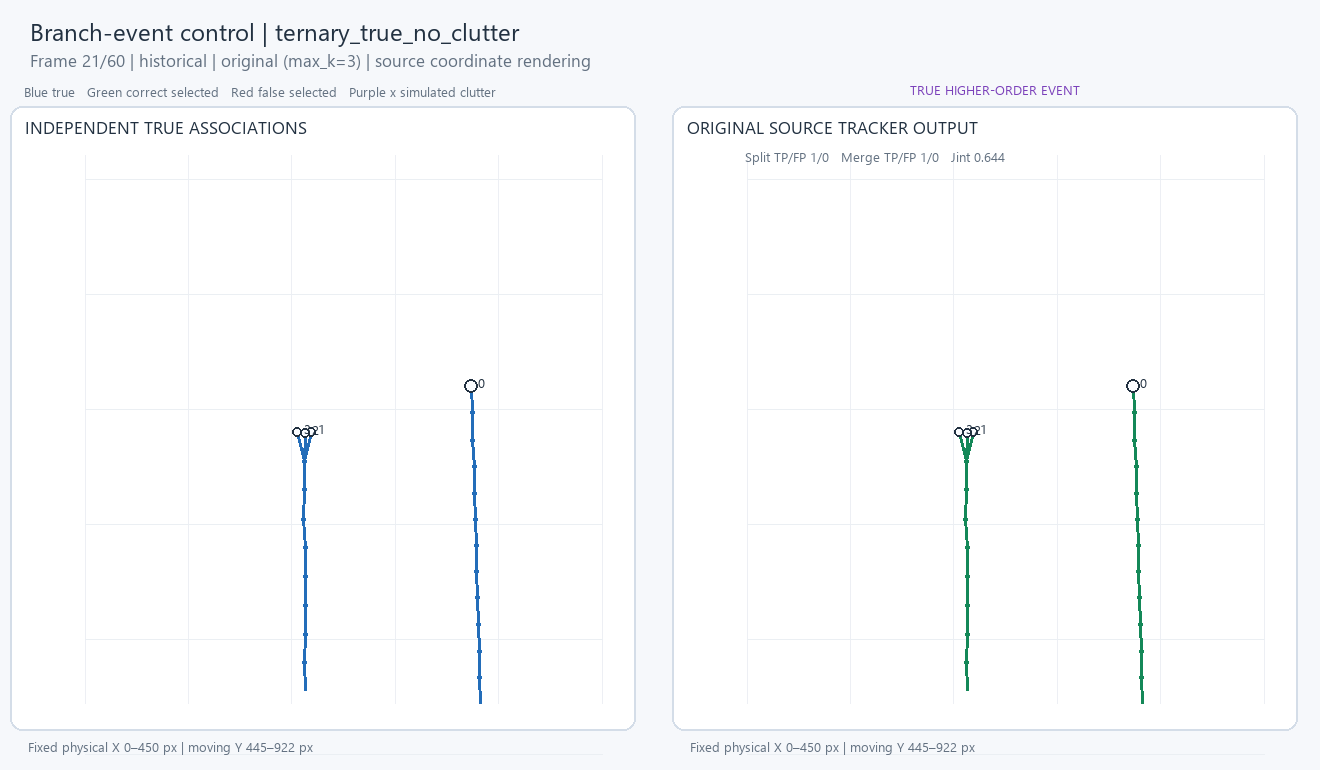 Branch-event control | ternary_true_no_clutter
Frame 21/60 | historical | original (max_k=3) | source coordinate rendering
Blue true Green correct selected Red false selected Purple x simulated clutter
TRUE HIGHER-ORDER EVENT
INDEPENDENT TRUE ASSOCIATIONS
0
21
Fixed physical X 0–450 px | moving Y 445–922 px
ORIGINAL SOURCE TRACKER OUTPUT
Split TP/FP 1/0 Merge TP/FP 1/0 Jint 0.644
0
21
Fixed physical X 0–450 px | moving Y 445–922 px